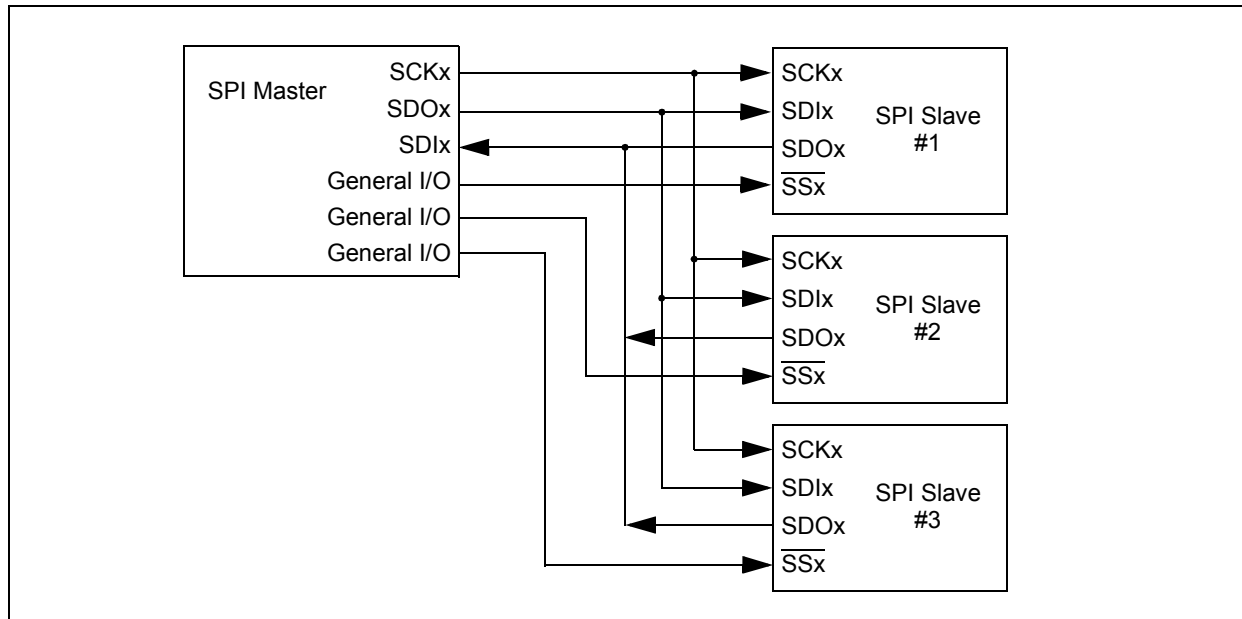 SPI Master
SCKx
SDOx
SDIx
General I/O
General I/O
General I/O
SCKx
SDIx
SDOx
SSx
SPI Slave
#1
SCKx
SDIx
SDOx
SSx
SPI Slave
#2
SCKx
SDIx
SDOx
SSx
SPI Slave
#3